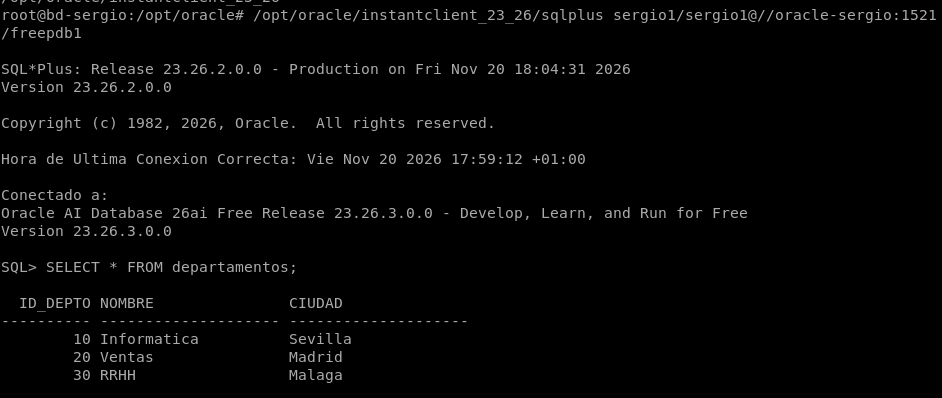 /opt/oracle/instantclient_23_26
root@bd-sergio:/opt/oracle# /opt/oracle/instantclient_23_26/sqlplus sergio1/sergio1@//oracle-sergio:1521
/freepdb1
SQL*Plus: Release 23.26.2.0.0 - Production on Fri Nov 20 18:04:31 2026
Version 23.26.2.0.0
Copyright (c) 1982, 2026, Oracle.  All rights reserved.
Hora de Ultima Conexion Correcta: Vie Nov 20 2026 17:59:12 +01:00
Conectado a:
Oracle AI Database 26ai Free Release 23.26.3.0.0 - Develop, Learn, and Run for Free
Version 23.26.3.0.0
SQL> SELECT * FROM departamentos;
  ID_DEPTO NOMBRE               CIUDAD
---------- -------------------- --------------------
        10 Informatica          Sevilla
        20 Ventas               Madrid
        30 RRHH                 Malaga